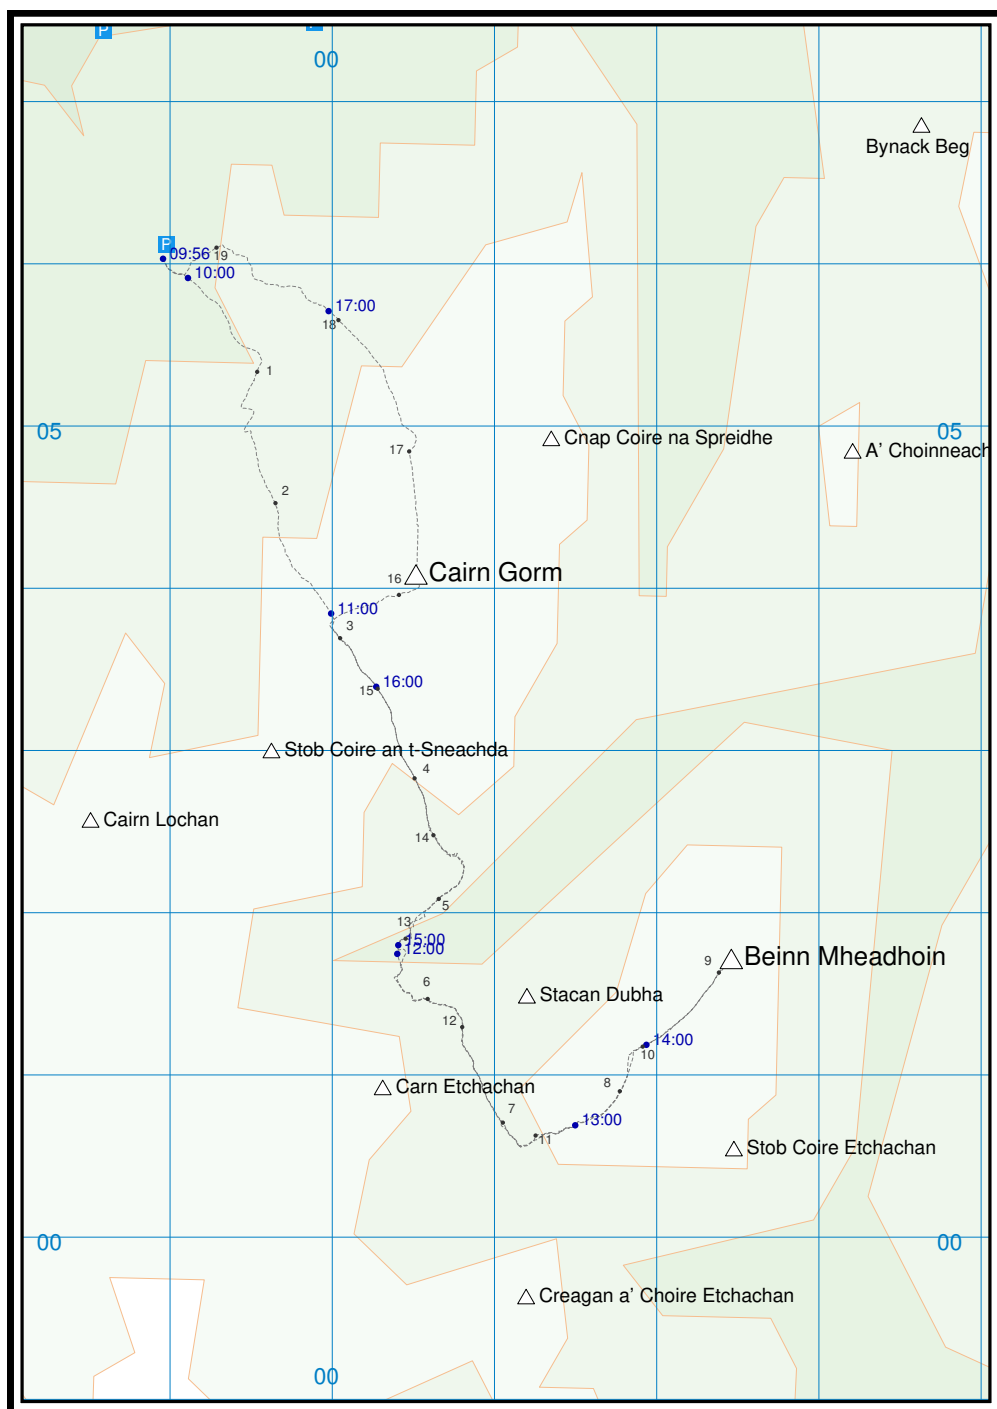 P
P
00
Bynack Beg
P
09:56
19
10:00
17:00
18
1
05
Cnap Coire na Spreidhe
05
17
A' Choinneach
2
16
Cairn Gorm
11:00
3
16:00
15
Stob Coire an t-Sneachda
4
Cairn Lochan
14
5
13
15:00
12:00
9
Beinn Mheadhoin
6
Stacan Dubha
12
14:00
10
8
Carn Etchachan
7
13:00
11
Stob Coire Etchachan
00
00
Creagan a' Choire Etchachan
00